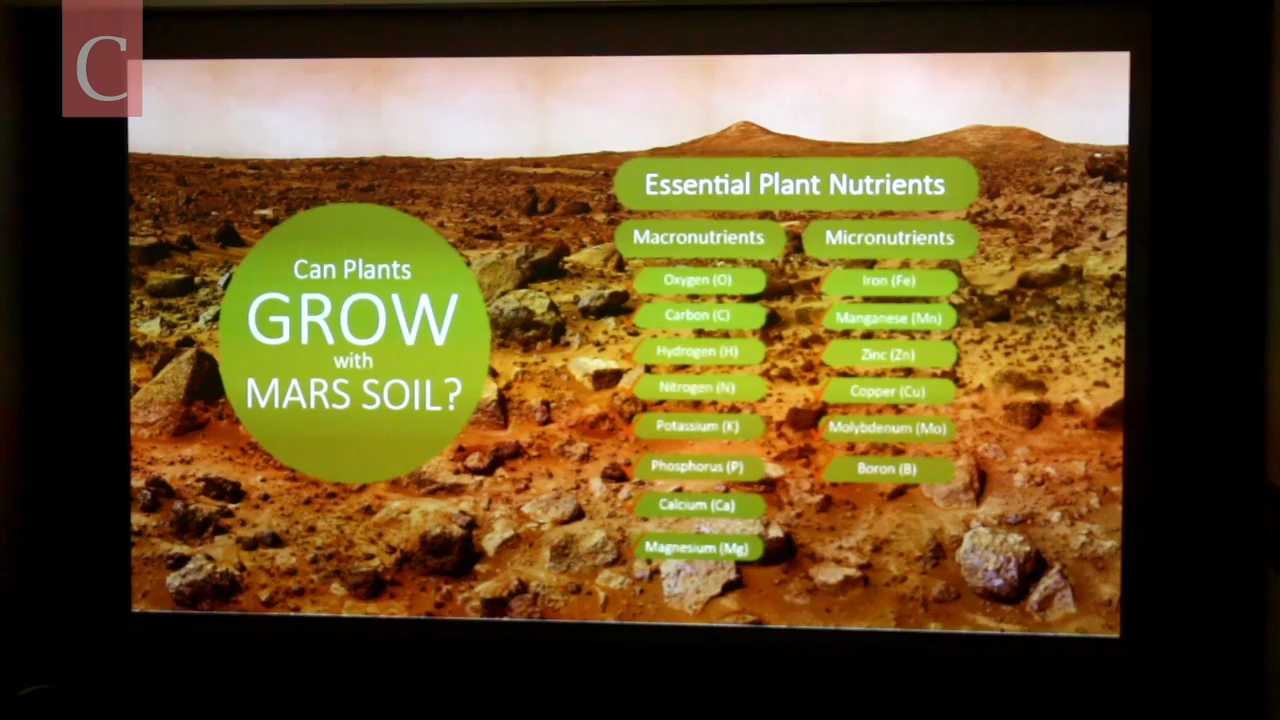 C
Can Plants
GROW
with
MARS SOIL?
Essential Plant Nutrients
Macronutrients
Oxygen (O)
Carbon (C)
Hydrogen (H)
Nitrogen (N)
Potassium (K)
Phosphorus (P)
Calcium (Ca)
Magnesium (Mg)
Micronutrients
Iron (Fe)
Manganese (Mn)
Zinc (Zn)
Copper (Cu)
Molybdenum (Mo)
Boron (B)